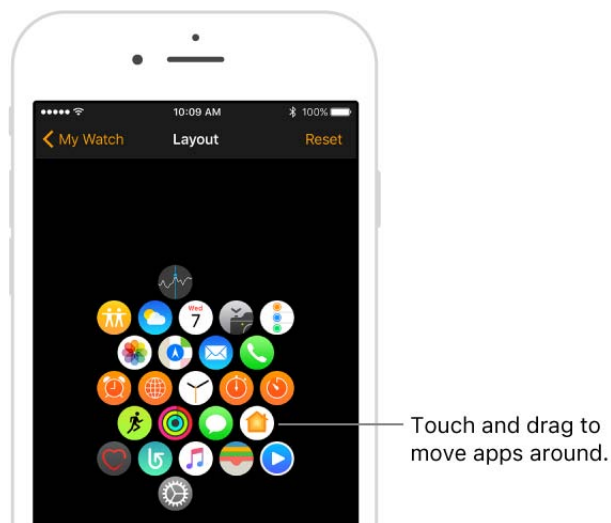 10:09 AM
100%
My Watch
Layout
Reset
Wed
7
Touch and drag to
move apps around.